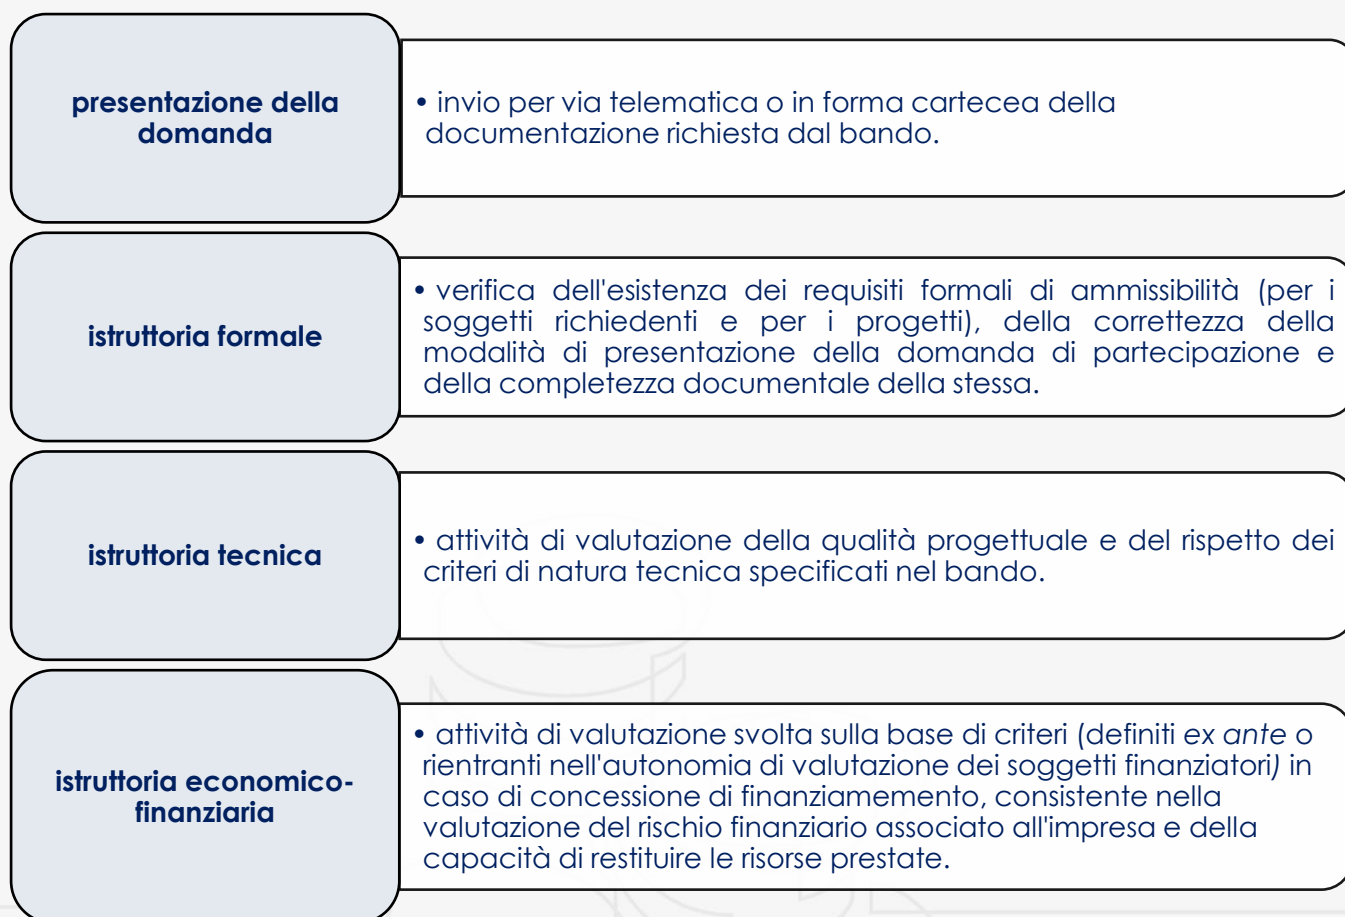 presentazione della
domanda
• invio per via telematica o in forma cartecea della
documentazione richiesta dal bando.
istruttoria formale
• verifica dell'esistenza dei requisiti formali di ammissibilità (per i
soggetti richiedenti e per i progetti), della correttezza della
modalità di presentazione della domanda di partecipazione e
della completezza documentale della stessa.
istruttoria tecnica
• attività di valutazione della qualità progettuale e del rispetto dei
criteri di natura tecnica specificati nel bando.
istruttoria economico-
finanziaria
• attività di valutazione svolta sulla base di criteri (definiti ex ante o
rientranti nell'autonomia di valutazione dei soggetti finanziatori) in
caso di concessione di finanziamemento, consistente nella
valutazione del rischio finanziario associato all'impresa e della
capacità di restituire le risorse prestate.